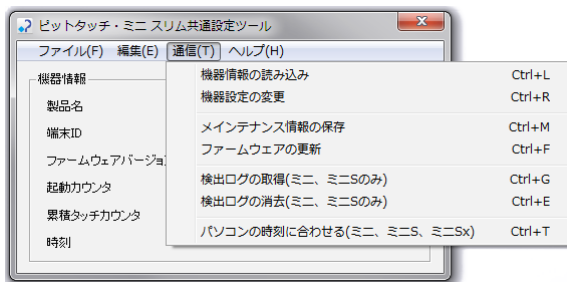 ピットタッチ・ミニ スリム共通設定ツール
ファイル(F) 編集(E) 通信(T) ヘルプ(H)
機器情報
製品名
端末ID
ファームウェアバージョ
起動カウンタ
累積タッチカウンタ
時刻
機器情報の読み込み Ctrl+L
機器設定の変更 Ctrl+R
メインテナンス情報の保存 Ctrl+M
ファームウェアの更新 Ctrl+F
検出ログの取得(ミニ、ミニSのみ) Ctrl+G
検出ログの消去(ミニ、ミニSのみ) Ctrl+E
パソコンの時刻に合わせる(ミニ、ミニS、ミニSx) Ctrl+T